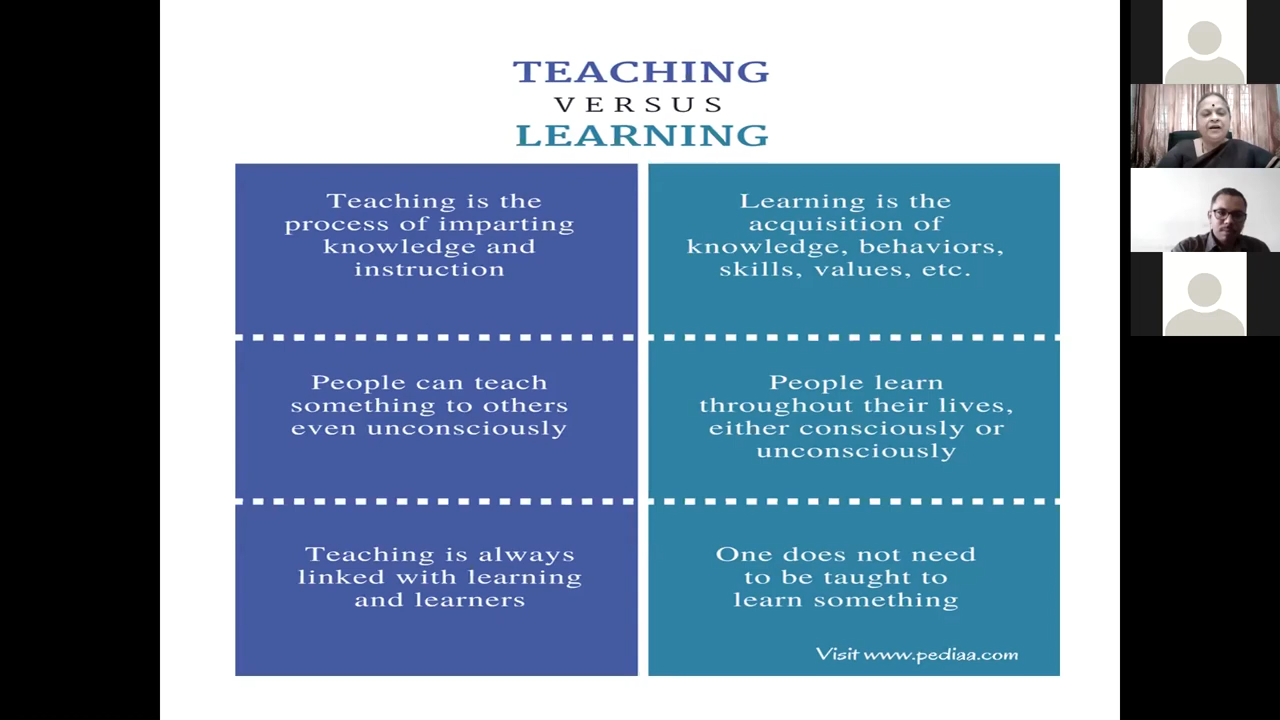 TEACHING
VERSUS
LEARNING
Teaching is the
process of imparting
knowledge and
instruction
Learning is the
acquisition of
knowledge, behaviors,
skills, values, etc.
People can teach
something to others
even unconsciously
People learn
throughout their lives,
either consciously or
unconsciously
Teaching is always
linked with learning
and learners
One does not need
to be taught to
learn something
Visit www.pediaa.com